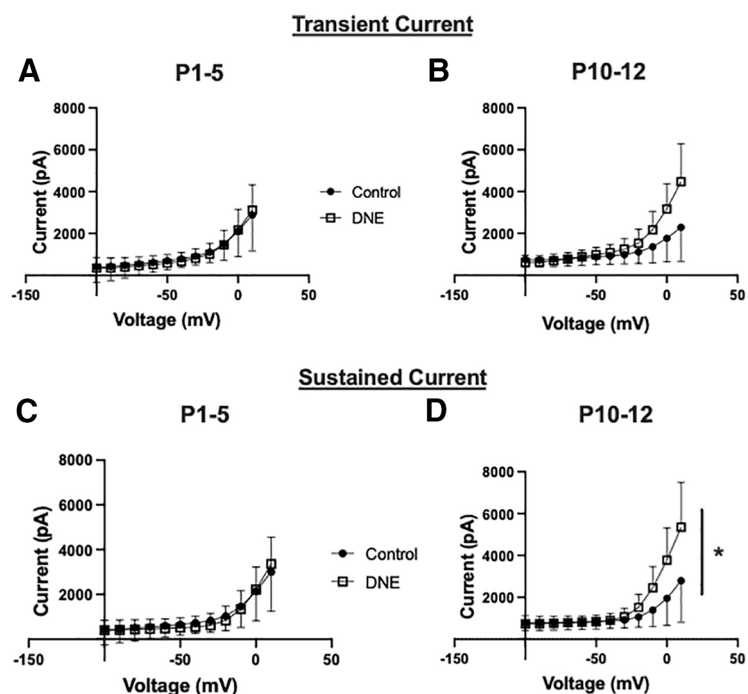 Transient Current
A
P1-5
B
P10-12
8000
6000
4000
2000
Current (pA)
-150
-50
0
50
Voltage (mV)
Control
DNE
8000
6000
4000
2000
Current (pA)
-150
-50
0
50
Voltage (mV)
Sustained Current
C
P1-5
D
P10-12
8000
6000
4000
2000
Current (pA)
-150
-50
0
50
Voltage (mV)
Control
DNE
8000
6000
4000
2000
Current (pA)
-150
-50
0
50
Voltage (mV)
*